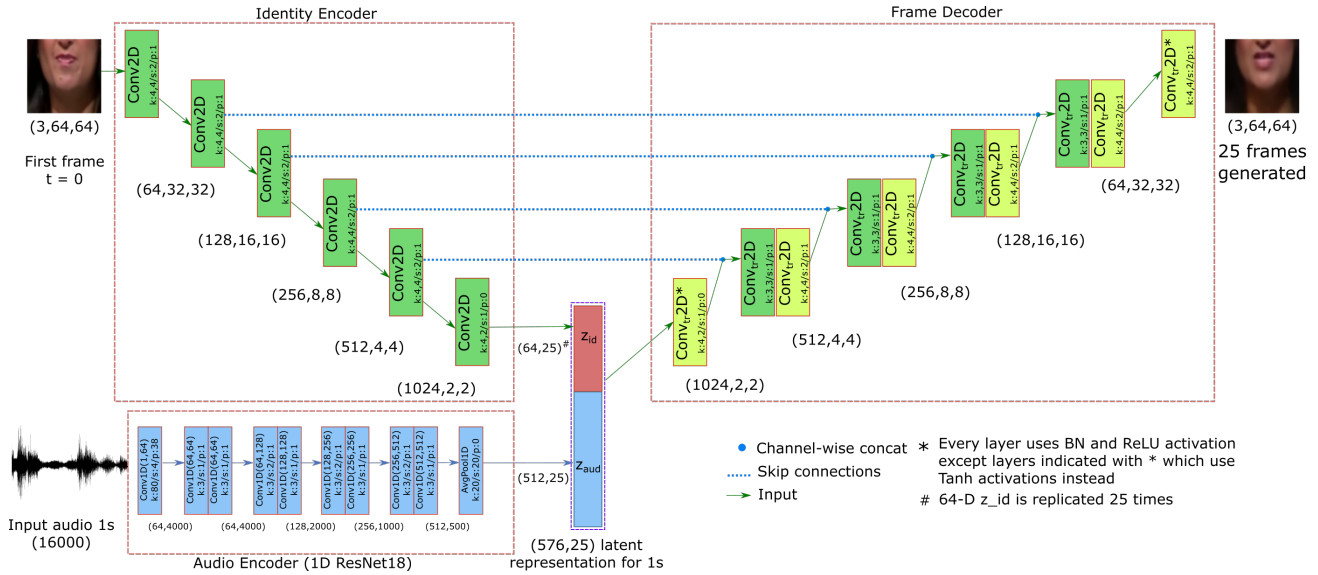 Identity Encoder
Frame Decoder
(3,64,64)
First frame
t = 0
Conv2D
k:4,4/s:2/p:1
Conv2D
k:4,4/s:2/p:1
(64,32,32)
Conv2D
k:4,4/s:2/p:1
(128,16,16)
Conv2D
k:4,4/s:2/p:1
(256,8,8)
Conv2D
k:4,4/s:2/p:1
(512,4,4)
Conv2D
k:4,2/s:1/p:0
(1024,2,2)
(64,25)#
z_id
z_aud
(512,25)
(576,25) latent
representation for 1s
Conv_tr2D*
k:4,2/s:1/p:0
(1024,2,2)
Conv_tr2D
k:3,3/s:1/p:1
Conv_tr2D
k:4,4/s:2/p:1
(512,4,4)
Conv_tr2D
k:3,3/s:1/p:1
Conv_tr2D
k:4,4/s:2/p:1
(256,8,8)
Conv_tr2D
k:3,3/s:1/p:1
Conv_tr2D
k:4,4/s:2/p:1
(128,16,16)
Conv_tr2D
k:3,3/s:1/p:1
Conv_tr2D
k:4,4/s:2/p:1
(64,32,32)
Conv_tr2D*
k:4,4/s:2/p:1
(3,64,64)
25 frames
generated
Input audio 1s
(16000)
Conv1D(1,64)
k:80/s:4/p:38
(64,4000)
Conv1D(64,64)
k:3/s:1/p:1
Conv1D(64,64)
k:3/s:1/p:1
(64,4000)
Conv1D(64,128)
k:3/s:2/p:1
Conv1D(128,128)
k:3/s:1/p:1
(128,2000)
Conv1D(128,256)
k:3/s:2/p:1
Conv1D(256,256)
k:3/s:1/p:1
(256,1000)
Conv1D(256,512)
k:3/s:2/p:1
Conv1D(512,512)
k:3/s:1/p:1
(512,500)
AvgPool1D
k:20/s:20/p:0
Audio Encoder (1D ResNet18)
Channel-wise concat
Skip connections
Input
* Every layer uses BN and ReLU activation
except layers indicated with * which use
Tanh activations instead
# 64-D z_id is replicated 25 times